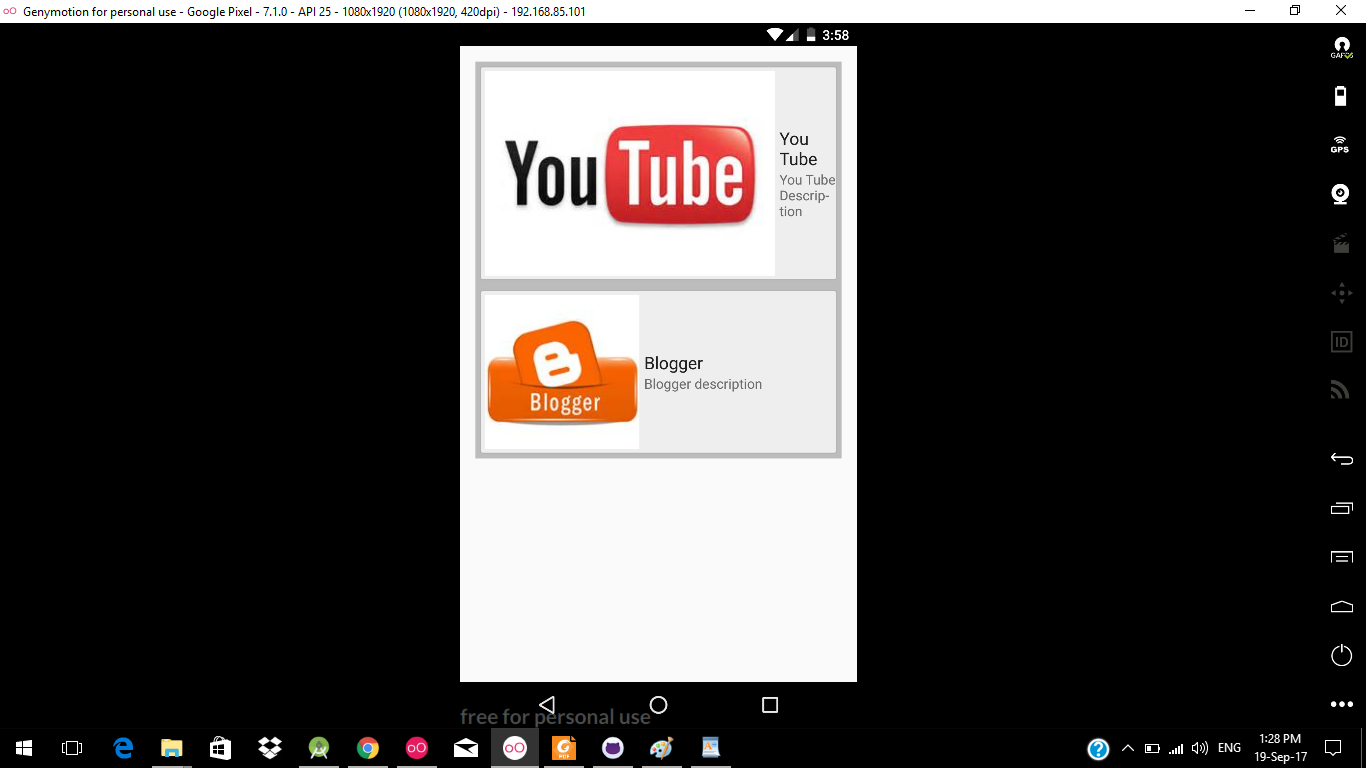 Genymotion for personal use - Google Pixel - 7.1.0 - API 25 - 1080x1920 (1080x1920, 420dpi) - 192.168.85.101
3:58
GAPPS
YouTube
You
Tube
You Tube
Descrip-
tion
Blogger
Blogger
Blogger description
GPS
ID
free for personal use
PDF
ENG
1:28 PM
19-Sep-17